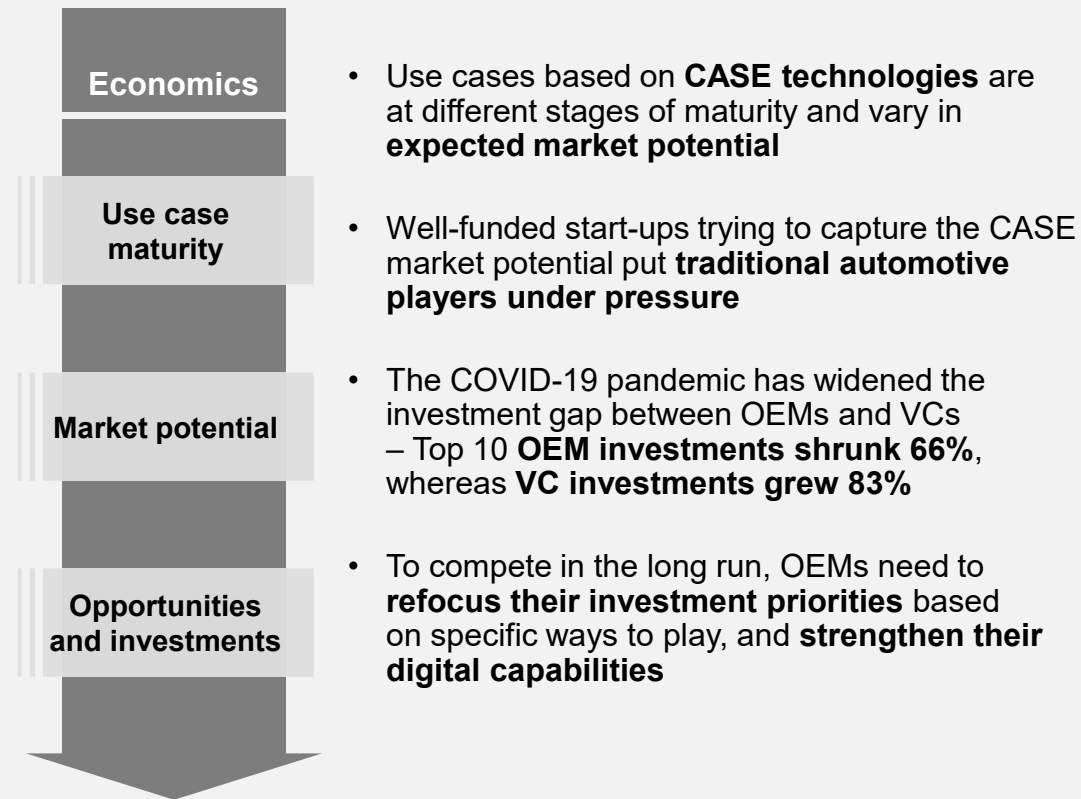 Economics
Use case
maturity
Market potential
Opportunities
and investments
• Use cases based on CASE technologies are
at different stages of maturity and vary in
expected market potential
• Well-funded start-ups trying to capture the CASE
market potential put traditional automotive
players under pressure
• The COVID-19 pandemic has widened the
investment gap between OEMs and VCs
– Top 10 OEM investments shrunk 66%,
whereas VC investments grew 83%
• To compete in the long run, OEMs need to
refocus their investment priorities based
on specific ways to play, and strengthen their
digital capabilities